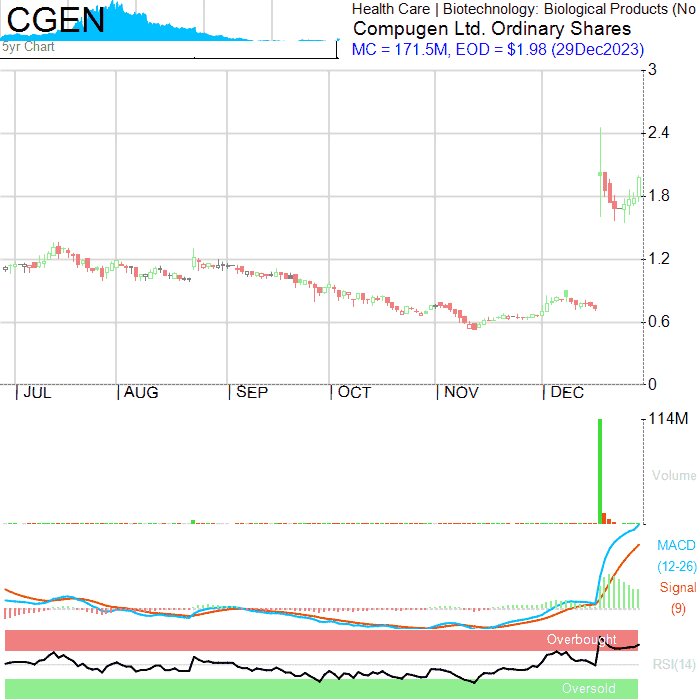 CGEN
5yr Chart
Health Care | Biotechnology: Biological Products (No
Compugen Ltd. Ordinary Shares
MC = 171.5M, EOD = $1.98 (29Dec2023)
3
2.4
1.8
1.2
0.6
0
JUL AUG SEP OCT NOV DEC
114M
Volume
MACD
(12-26)
Signal
(9)
Overbought
RSI(14)
Oversold